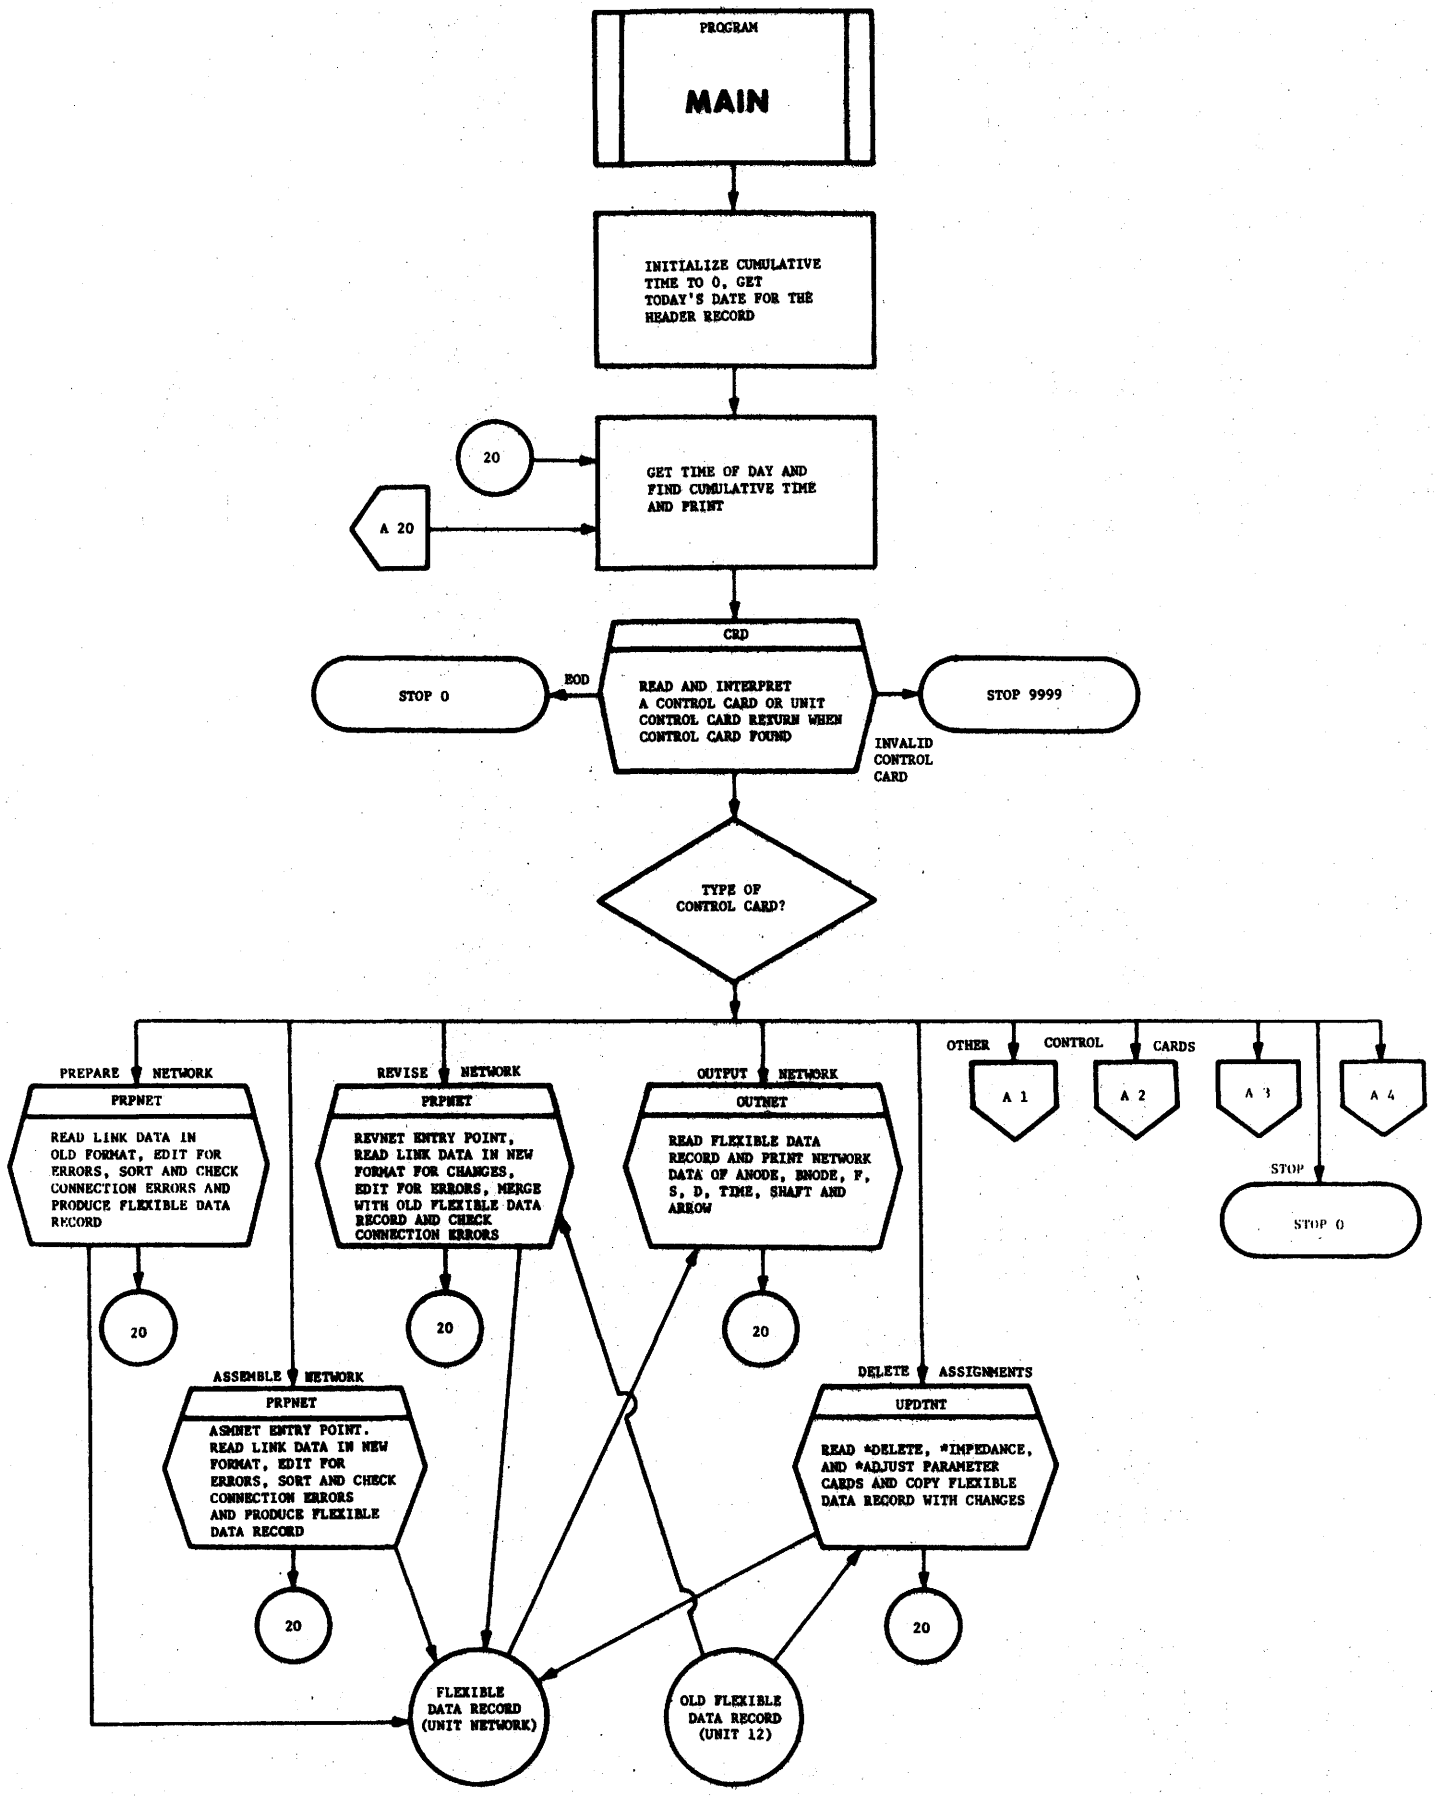 PROGRAM
MAIN
INITIALIZE CUMULATIVE
TIME TO 0, GET
TODAY'S DATE FOR THE
HEADER RECORD
20
GET TIME OF DAY AND
FIND CUMULATIVE TIME
AND PRINT
A 20
CRD
EOD
STOP 0
READ AND INTERPRET
A CONTROL CARD OR UNIT
CONTROL CARD RETURN WHEN
CONTROL CARD FOUND
STOP 9999
INVALID
CONTROL
CARD
TYPE OF
CONTROL CARD?
OTHER CONTROL CARDS
PREPARE NETWORK
REVISE NETWORK
OUTPUT NETWORK
PRPNET
READ LINK DATA IN
OLD FORMAT, EDIT FOR
ERRORS, SORT AND CHECK
CONNECTION ERRORS AND
PRODUCE FLEXIBLE DATA
RECORD
PRPNET
REVNET ENTRY POINT,
READ LINK DATA IN NEW
FORMAT FOR CHANGES,
EDIT FOR ERRORS, MERGE
WITH OLD FLEXIBLE DATA
RECORD AND CHECK
CONNECTION ERRORS
OUTNET
READ FLEXIBLE DATA
RECORD AND PRINT NETWORK
DATA OF ANODE, BNODE, F,
S, D, TIME, SHAFT AND
ARROW
A 1
A 2
A 3
A 4
STOP
STOP 0
20
20
20
ASSEMBLE NETWORK
PRPNET
ASMNET ENTRY POINT.
READ LINK DATA IN NEW
FORMAT, EDIT FOR
ERRORS, SORT AND CHECK
CONNECTION ERRORS
AND PRODUCE FLEXIBLE
DATA RECORD
DELETE ASSIGNMENTS
UPDTNT
READ *DELETE, *IMPEDANCE,
AND *ADJUST PARAMETER
CARDS AND COPY FLEXIBLE
DATA RECORD WITH CHANGES
20
20
FLEXIBLE
DATA RECORD
(UNIT NETWORK)
OLD FLEXIBLE
DATA RECORD
(UNIT 12)